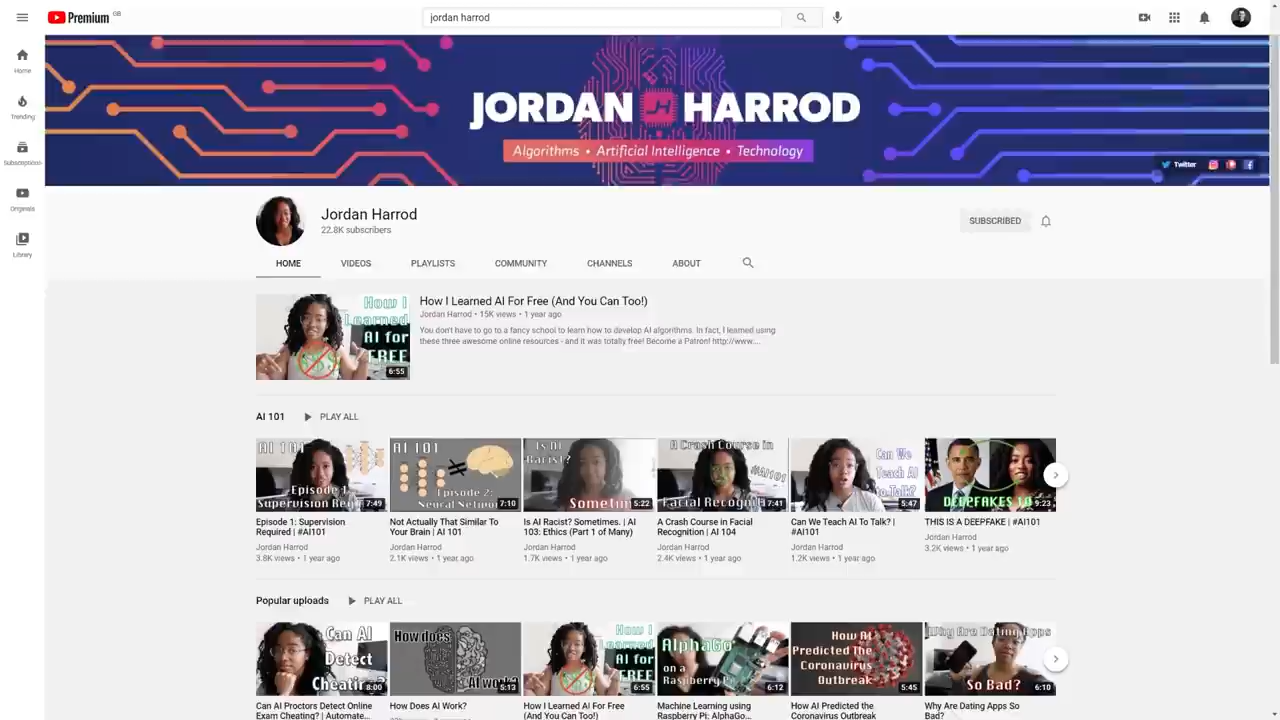 Premium GB
jordan harrod
Home
Trending
Subscriptions
Originals
Library
JORDAN HARROD
Algorithms • Artificial Intelligence • Technology
Twitter
Jordan Harrod
22.8K subscribers
SUBSCRIBED
HOME VIDEOS PLAYLISTS COMMUNITY CHANNELS ABOUT
How I Learned AI for FREE
6:55
How I Learned AI For Free (And You Can Too!)
Jordan Harrod • 15K views • 1 year ago
You don't have to go to a fancy school to learn how to develop AI algorithms. In fact, I learned using
these three awesome online resources - and it was totally free! Become a Patron! http://www....
AI 101 PLAY ALL
AI 101
Episode 1:
Supervision Req
7:49
Episode 1: Supervision
Required | #AI101
Jordan Harrod
3.8K views • 1 year ago
AI 101
Episode 2:
Neural Networ
7:10
Not Actually That Similar To
Your Brain | AI 101
Jordan Harrod
2.1K views • 1 year ago
Is AI
Racist?
Sometim
5:22
Is AI Racist? Sometimes. | AI
103: Ethics (Part 1 of Many)
Jordan Harrod
1.7K views • 1 year ago
A Crash Course in
#AI101
Facial Recogni
7:41
A Crash Course in Facial
Recognition | AI 104
Jordan Harrod
2.4K views • 1 year ago
Can We
Teach AI
to Talk?
5:47
Can We Teach AI To Talk? |
#AI101
Jordan Harrod
1.2K views • 1 year ago
DEEPFAKES 10
9:23
THIS IS A DEEPFAKE | #AI101
Jordan Harrod
3.2K views • 1 year ago
Popular uploads PLAY ALL
Can AI
Detect
Cheating?
8:00
Can AI Proctors Detect Online
Exam Cheating? | Automate...
How does
AI work?
5:13
How Does AI Work?
How I
Learned
AI for
FREE
6:55
How I Learned AI For Free
(And You Can Too!)
AlphaGo
on a
Raspberry Pi
6:12
Machine Learning using
Raspberry Pi: AlphaGo...
How AI
Predicted The
Coronavirus
Outbreak
5:45
How AI Predicted the
Coronavirus Outbreak
Why Are Dating Apps
So Bad?
6:10
Why Are Dating Apps So
Bad?